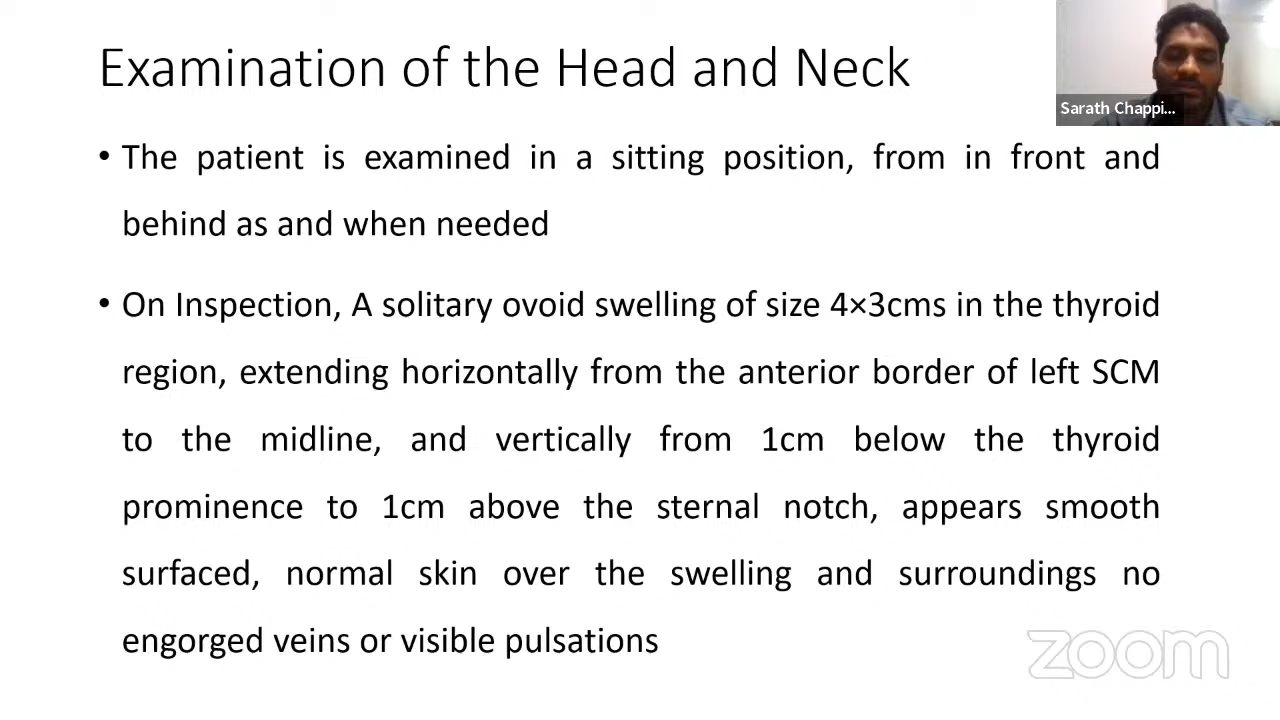 Examination of the Head and Neck
Sarath Chappi...
• The patient is examined in a sitting position, from in front and
behind as and when needed
• On Inspection, A solitary ovoid swelling of size 4×3cms in the thyroid
region, extending horizontally from the anterior border of left SCM
to the midline, and vertically from 1cm below the thyroid
prominence to 1cm above the sternal notch, appears smooth
surfaced, normal skin over the swelling and surroundings no
engorged veins or visible pulsations
zoom